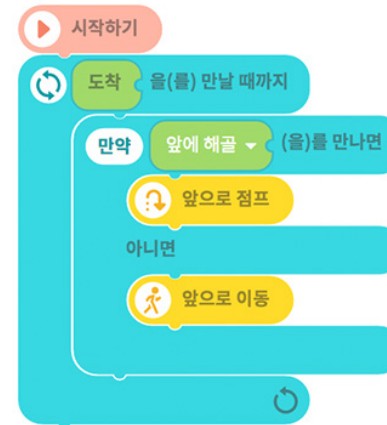 시작하기
도착 을(를) 만날 때까지
만약 앞에 해골 (을)를 만나면
앞으로 점프
아니면
앞으로 이동